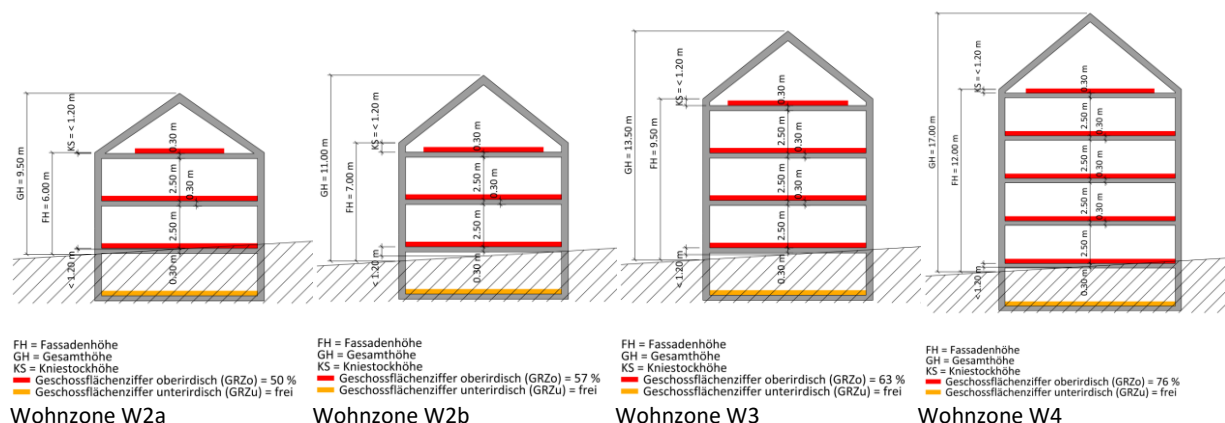 GH = 9.50 m
FH = 6.00 m
KS = < 1.20 m
0.30 m
2.50 m
0.30 m
2.50 m
< 1.20 m
0.30 m
FH = Fassadenhöhe
GH = Gesamthöhe
KS = Kniestockhöhe
Geschossflächenziffer oberirdisch (GRZo) = 50 %
Geschossflächenziffer unterirdisch (GRZu) = frei
Wohnzone W2a
GH = 11.00 m
FH = 7.00 m
KS = < 1.20
0.30 m
2.50 m
0.30 m
2.50 m
< 1.20 m
0.30 m
FH = Fassadenhöhe
GH = Gesamthöhe
KS = Kniestockhöhe
Geschossflächenziffer oberirdisch (GRZo) = 57 %
Geschossflächenziffer unterirdisch (GRZu) = frei
Wohnzone W2b
GH = 13.50 m
FH = 9.50 m
KS = < 1.20 m
0.30 m
2.50 m
0.30 m
2.50 m
0.30 m
2.50 m
< 1.20 m
0.30 m
FH = Fassadenhöhe
GH = Gesamthöhe
KS = Kniestockhöhe
Geschossflächenziffer oberirdisch (GRZo) = 63 %
Geschossflächenziffer unterirdisch (GRZu) = frei
Wohnzone W3
GH = 17.00 m
FH = 12.00 m
KS = < 1.20 m
0.30 m
2.50 m
0.30 m
2.50 m
0.30 m
2.50 m
0.30 m
2.50 m
< 1.20 m
0.30 m
FH = Fassadenhöhe
GH = Gesamthöhe
KS = Kniestockhöhe
Geschossflächenziffer oberirdisch (GRZo) = 76 %
Geschossflächenziffer unterirdisch (GRZu) = frei
Wohnzone W4